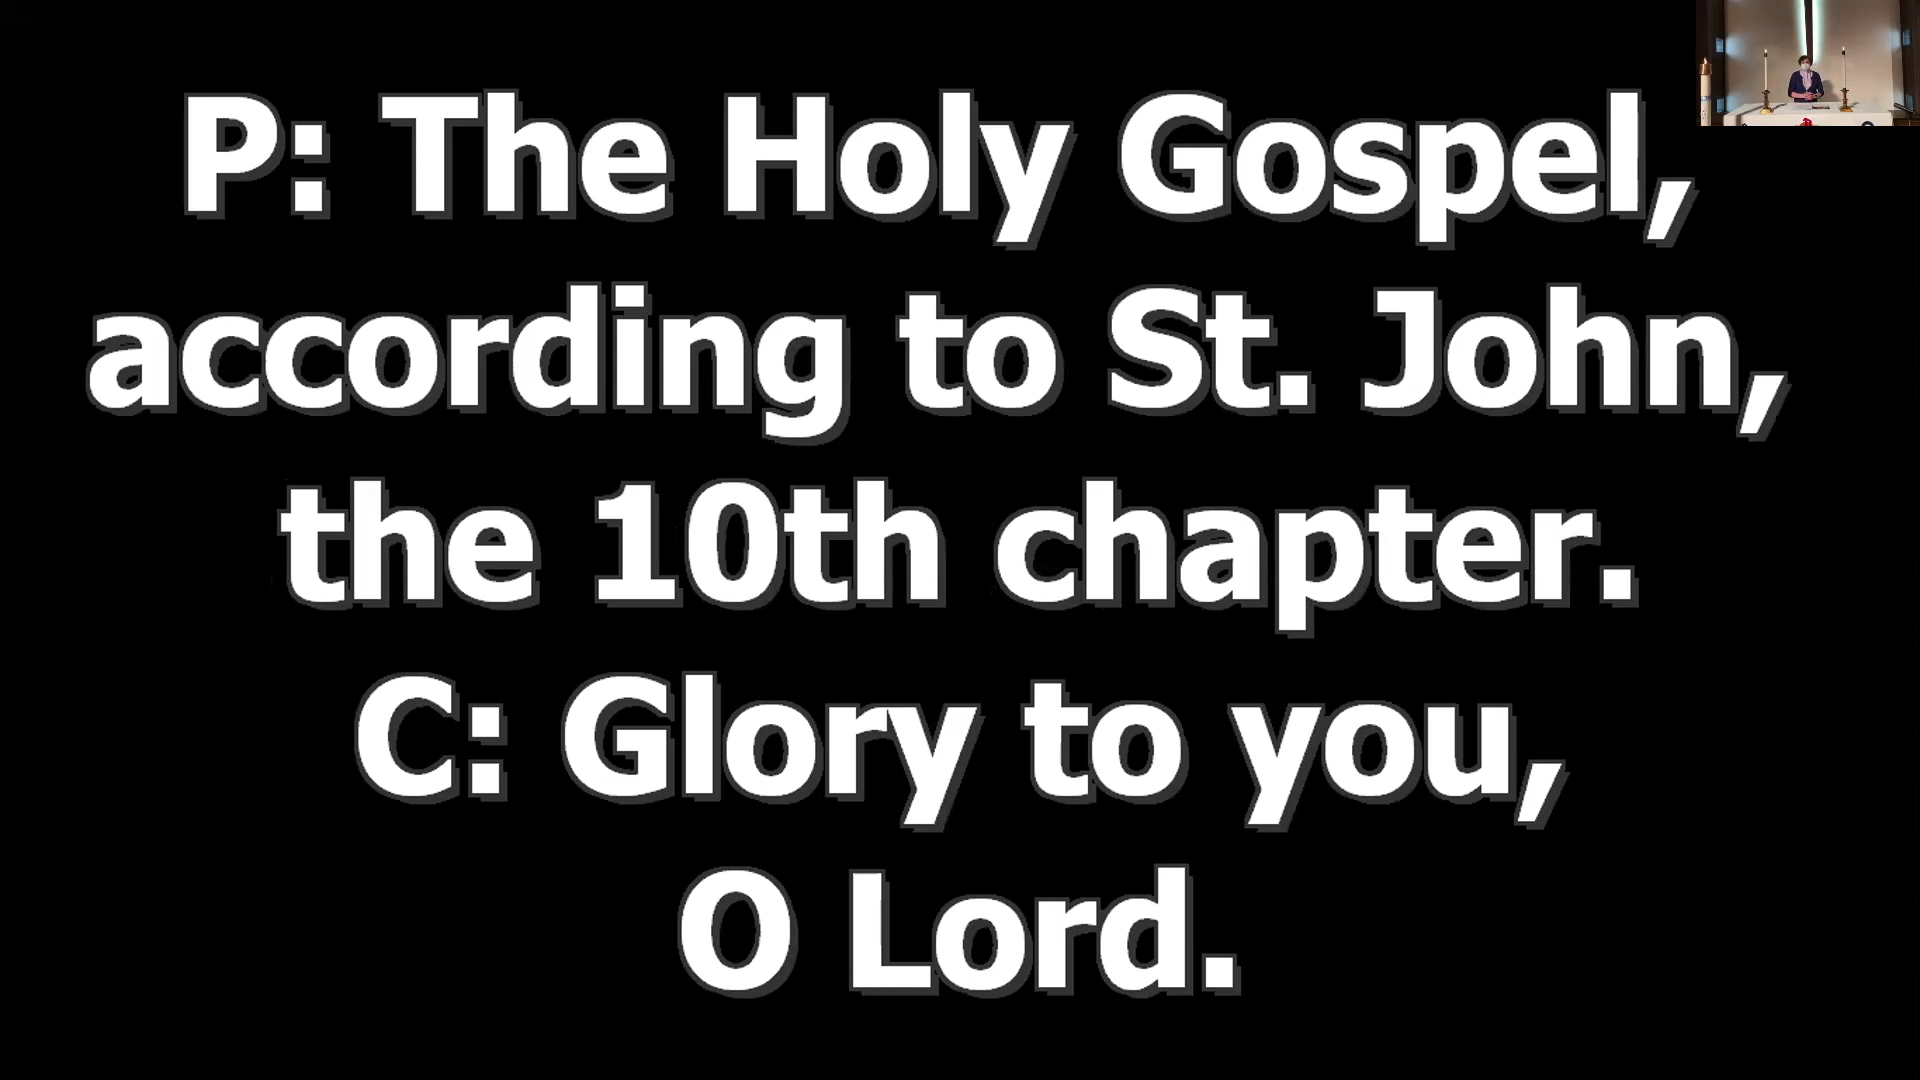 P: The Holy Gospel,
according to St. John,
the 10th chapter.
C: Glory to you,
O Lord.